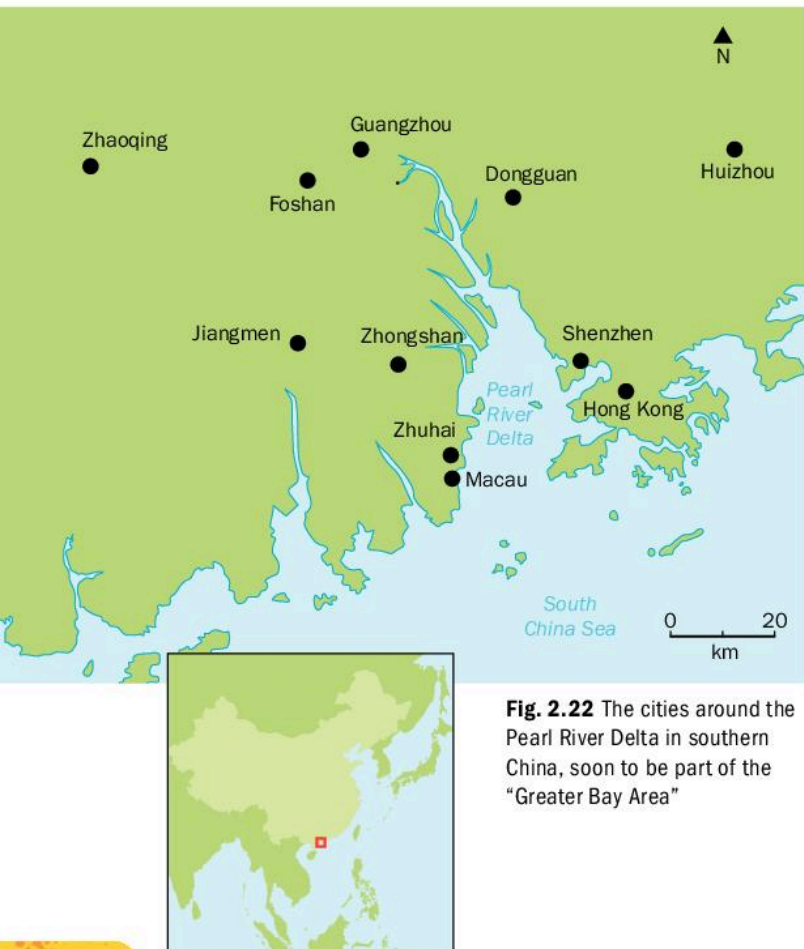 N
Guangzhou
Zhaoqing
Dongguan
Huizhou
Foshan
Jiangmen
Zhongshan
Shenzhen
Pearl
River
Delta
Hong Kong
Zhuhai
Macau
South
China Sea
0 20
km
Fig. 2.22 The cities around the
Pearl River Delta in southern
China, soon to be part of the
“Greater Bay Area”